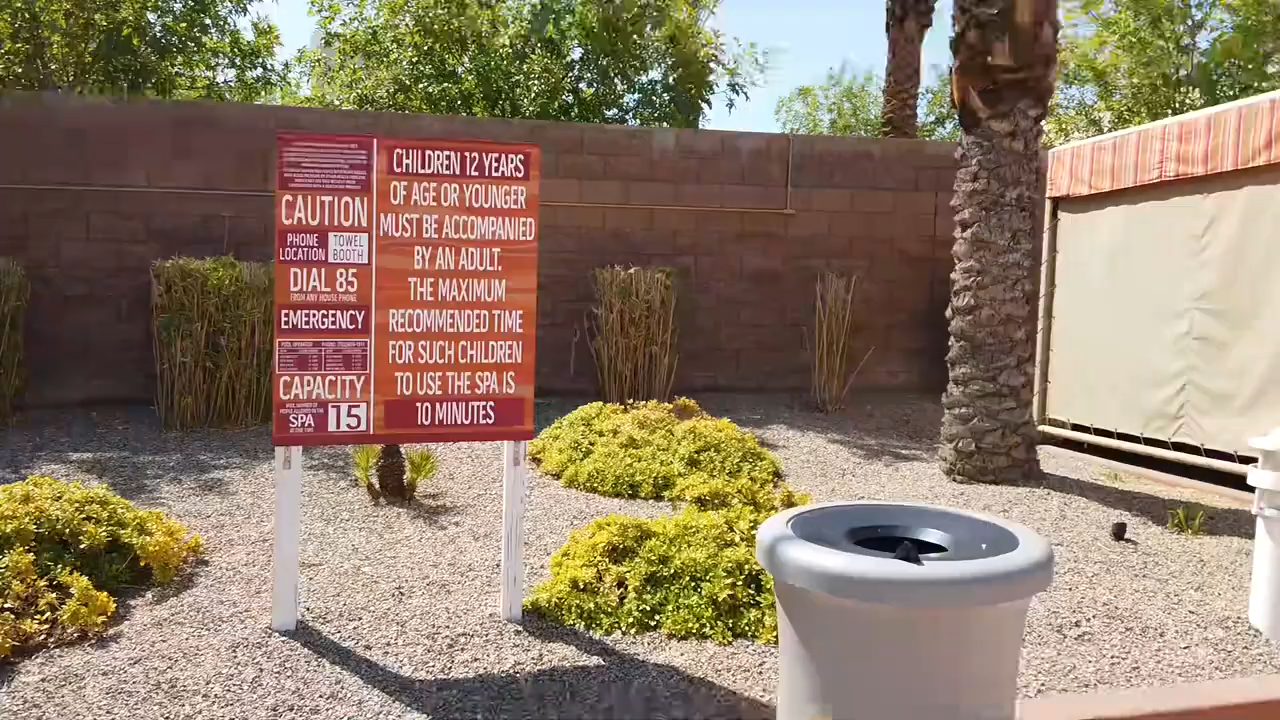 CAUTION
PHONE LOCATION
TOWEL BOOTH
DIAL 85
FROM ANY HOUSE PHONE
EMERGENCY
CAPACITY
SPA
15
CHILDREN 12 YEARS
OF AGE OR YOUNGER
MUST BE ACCOMPANIED
BY AN ADULT.
THE MAXIMUM
RECOMMENDED TIME
FOR SUCH CHILDREN
TO USE THE SPA IS
10 MINUTES